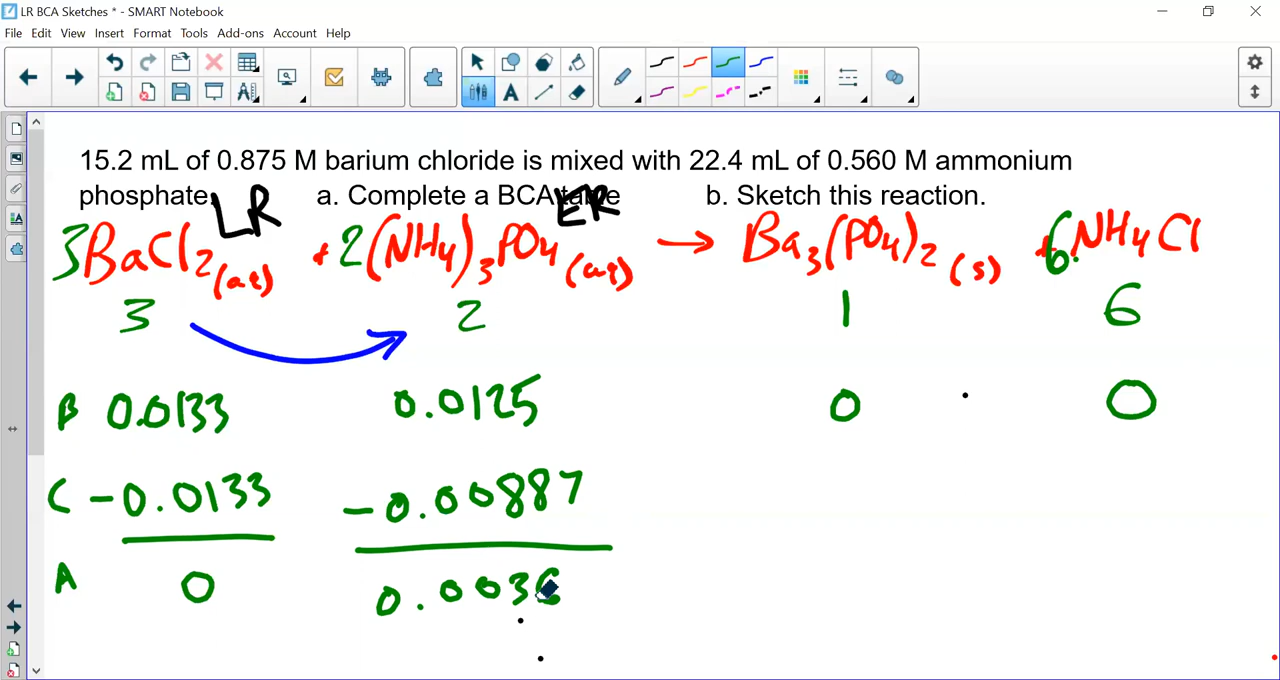 LR BCA Sketches * - SMART Notebook
File Edit View Insert Format Tools Add-ons Account Help
15.2 mL of 0.875 M barium chloride is mixed with 22.4 mL of 0.560 M ammonium
phosphate. a. Complete a BCA table b. Sketch this reaction.
LR ER
3BaCl2(aq) + 2(NH4)3PO4(aq) → Ba3(PO4)2(s) + 6NH4Cl
3 2 1 6
B 0.0133 0.0125 0 0
C -0.0133 -0.00887
A 0 0.0036